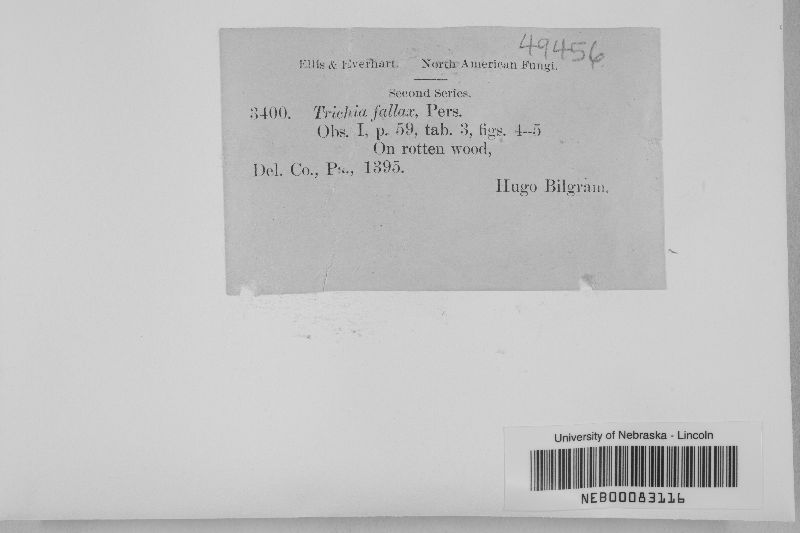 49456
Ellis & Everhart. North American Fungi.
Second Series.
3400. Trichia fallax, Pers.
Obs. I, p. 59, tab. 3, figs. 4–5
On rotten wood,
Del. Co., Pa., 1895.
Hugo Bilgram.
University of Nebraska - Lincoln
NEB00083116